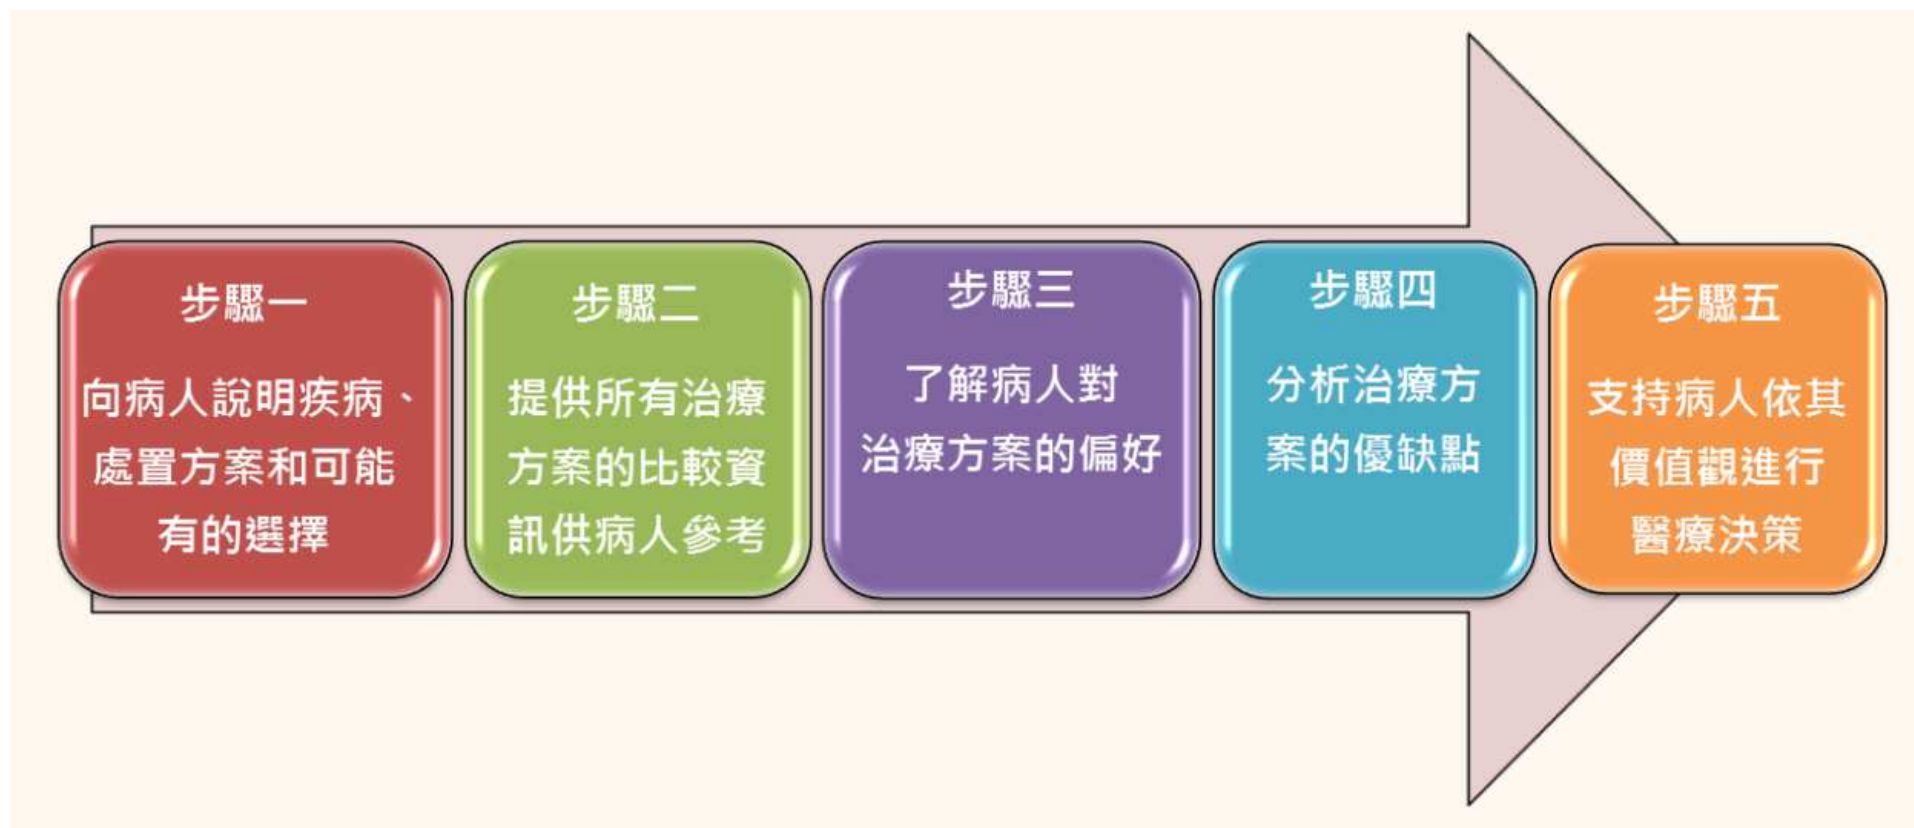 步驟一
向病人說明疾病、
處置方案和可能
有的選擇
步驟二
提供所有治療
方案的比較資
訊供病人參考
步驟三
了解病人對
治療方案的偏好
步驟四
分析治療方
案的優缺點
步驟五
支持病人依其
價值觀進行
醫療決策